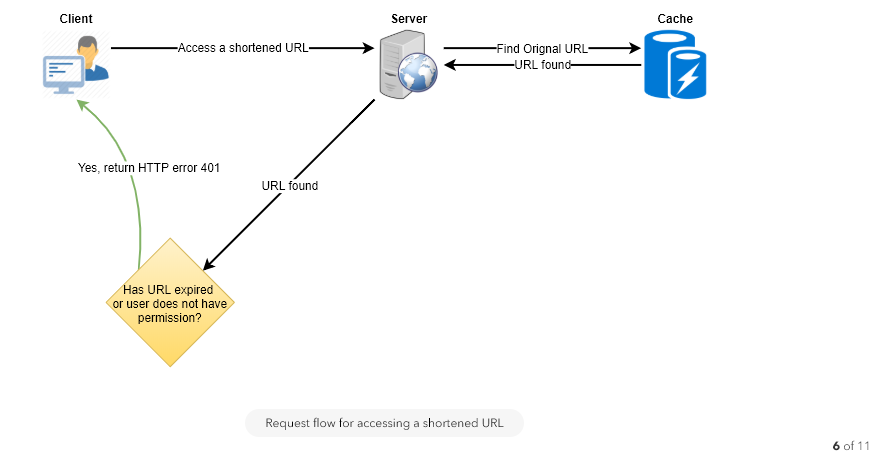 Client
Server
Cache
Access a shortened URL
Find Orignal URL
URL found
Yes, return HTTP error 401
URL found
Has URL expired
or user does not have
permission?
Request flow for accessing a shortened URL
6 of 11